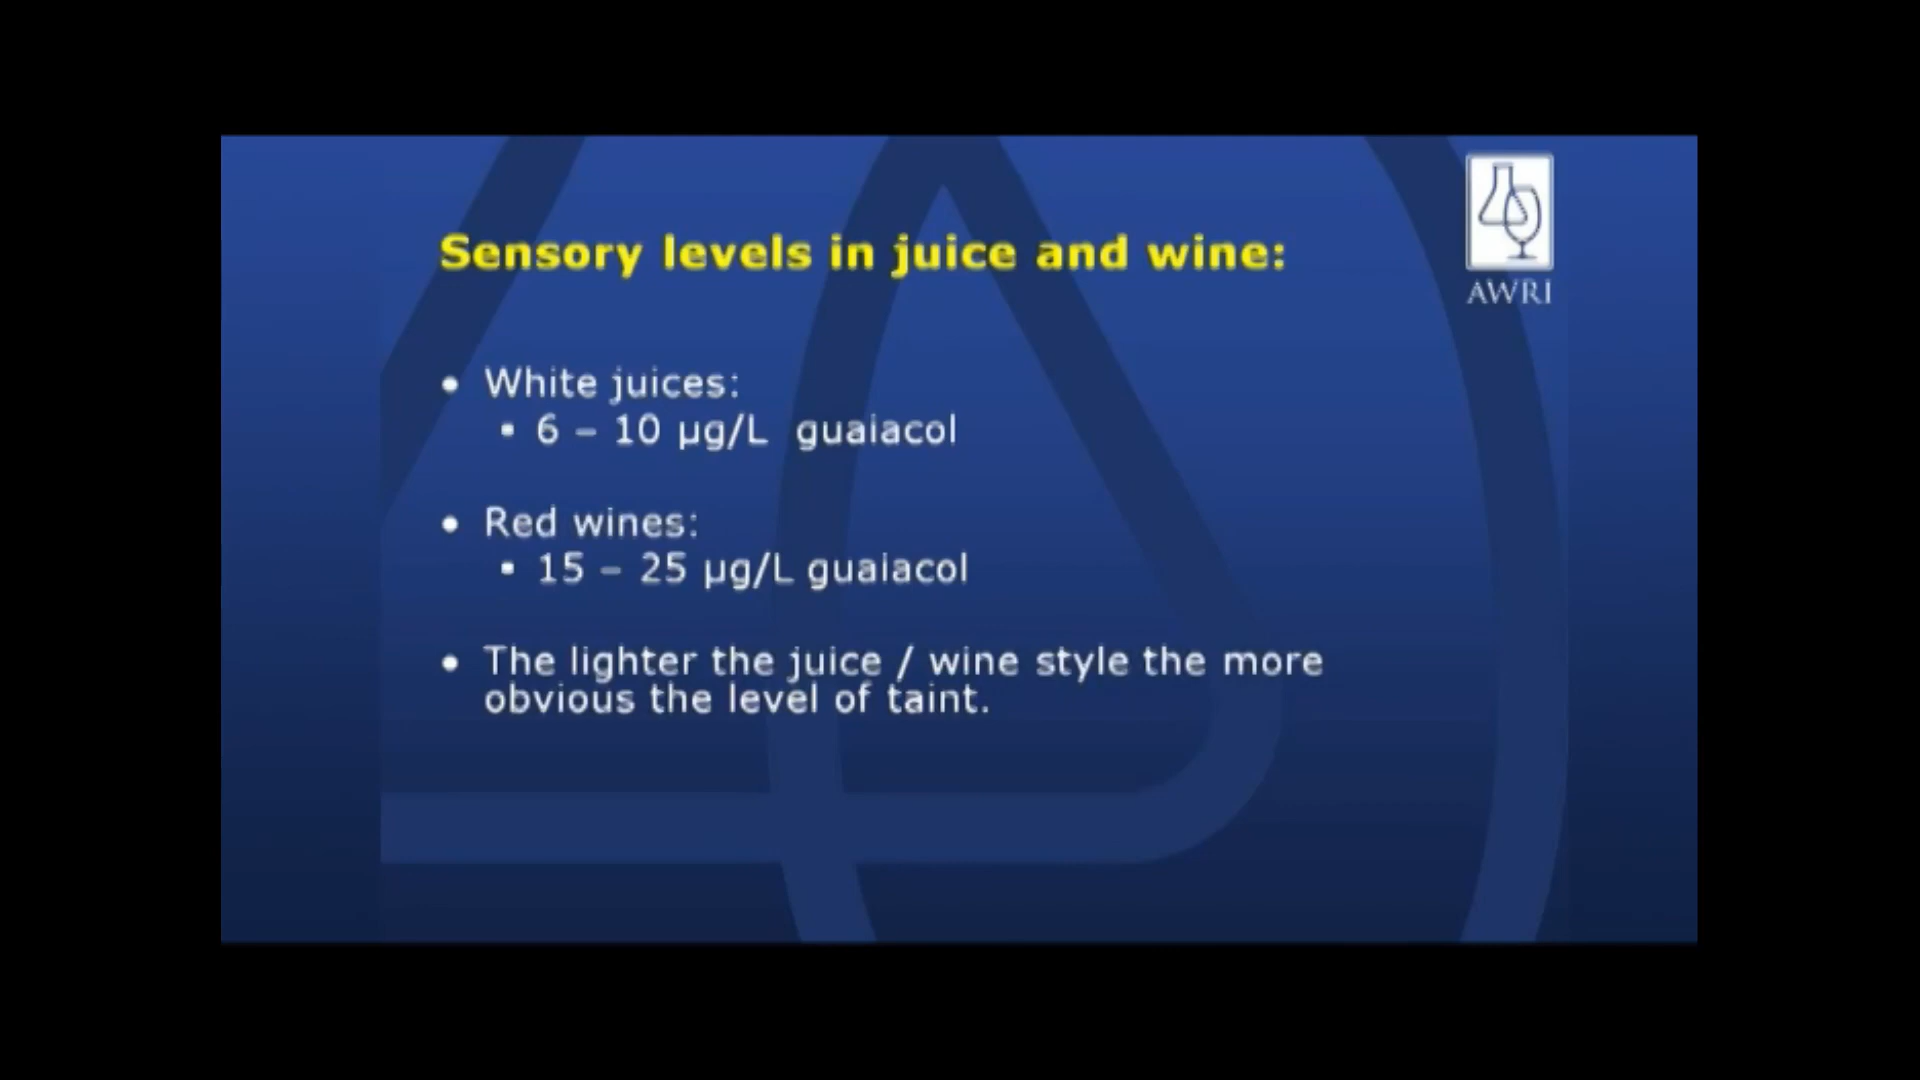 Sensory levels in juice and wine:
AWRI
• White juices:
▪ 6 – 10 µg/L guaiacol
• Red wines:
▪ 15 – 25 µg/L guaiacol
• The lighter the juice / wine style the more
obvious the level of taint.